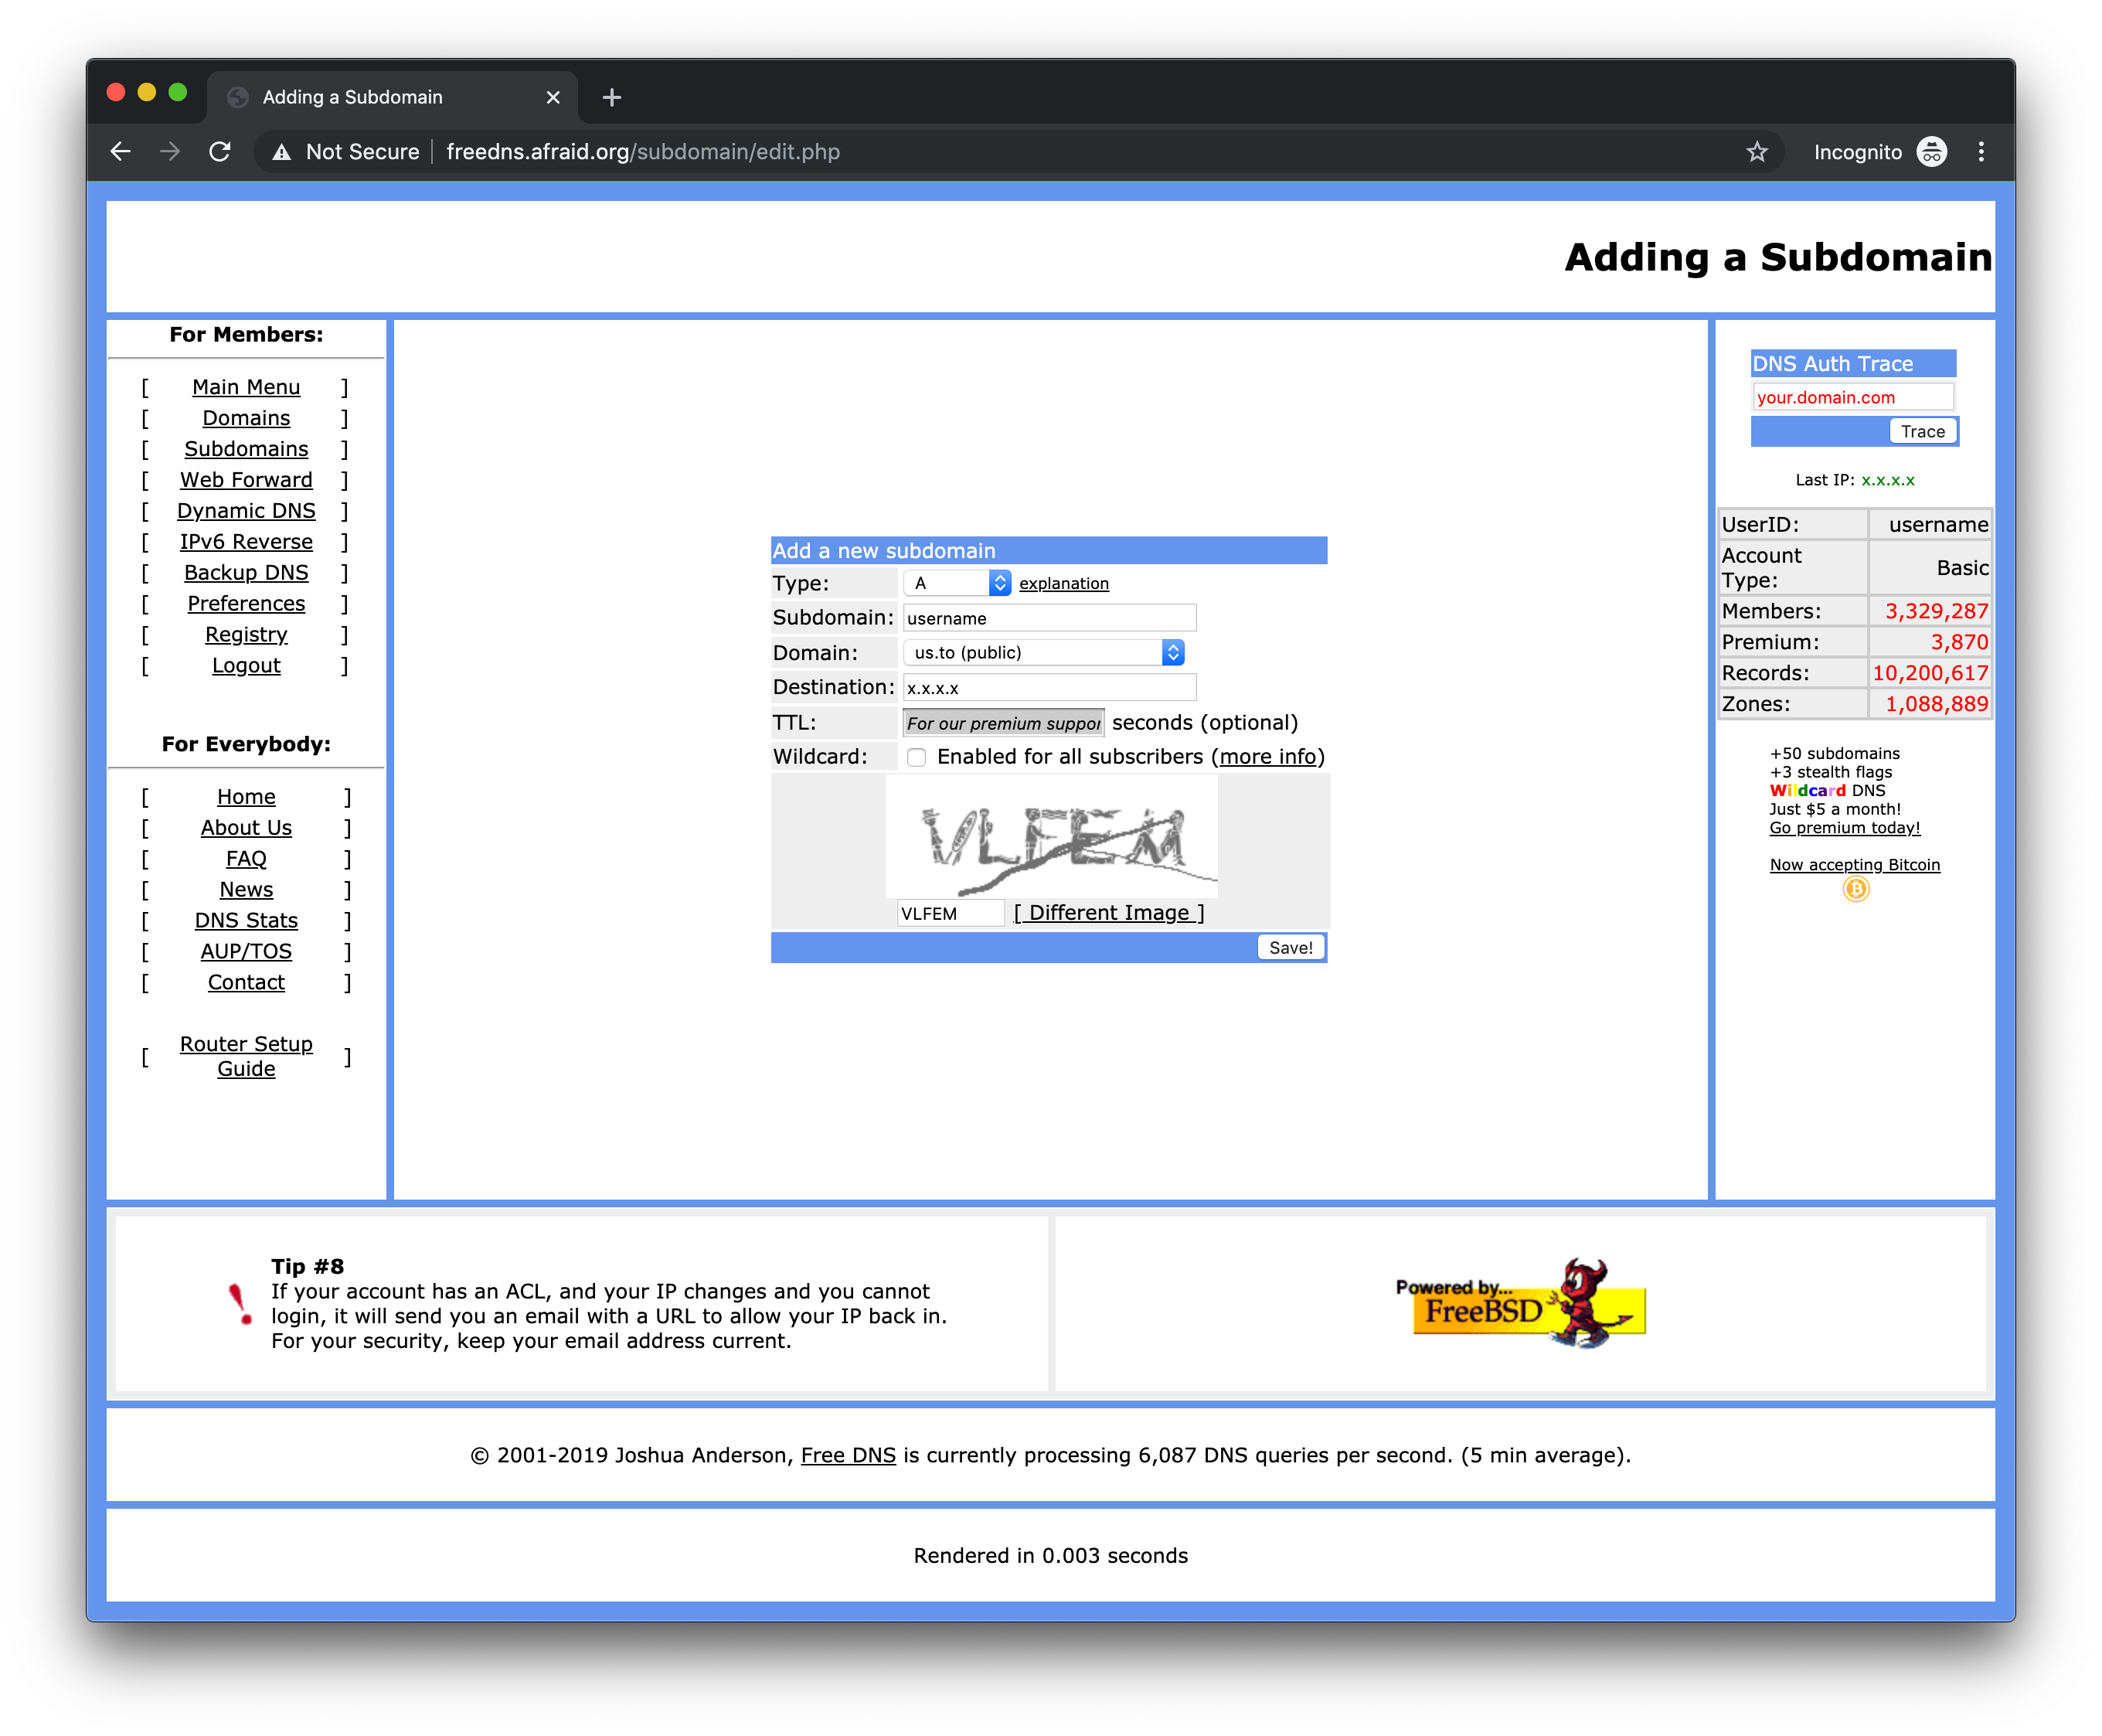 Adding a Subdomain
Not Secure
freedns.afraid.org/subdomain/edit.php
Incognito
Adding a Subdomain
For Members:
[ Main Menu ]
[ Domains ]
[ Subdomains ]
[ Web Forward ]
[ Dynamic DNS ]
[ IPv6 Reverse ]
[ Backup DNS ]
[ Preferences ]
[ Registry ]
[ Logout ]
For Everybody:
[ Home ]
[ About Us ]
[ FAQ ]
[ News ]
[ DNS Stats ]
[ AUP/TOS ]
[ Contact ]
[ Router Setup
Guide ]
Add a new subdomain
Type: A explanation
Subdomain: username
Domain: us.to (public)
Destination: x.x.x.x
TTL: For our premium suppor seconds (optional)
Wildcard: Enabled for all subscribers (more info)
VLFEM
VLFEM [ Different Image ]
Save!
DNS Auth Trace
your.domain.com
Trace
Last IP: x.x.x.x
UserID: username
Account
Type: Basic
Members: 3,329,287
Premium: 3,870
Records: 10,200,617
Zones: 1,088,889
+50 subdomains
+3 stealth flags
Wildcard DNS
Just $5 a month!
Go premium today!
Now accepting Bitcoin
Tip #8
If your account has an ACL, and your IP changes and you cannot
login, it will send you an email with a URL to allow your IP back in.
For your security, keep your email address current.
Powered by...
FreeBSD
© 2001-2019 Joshua Anderson, Free DNS is currently processing 6,087 DNS queries per second. (5 min average).
Rendered in 0.003 seconds